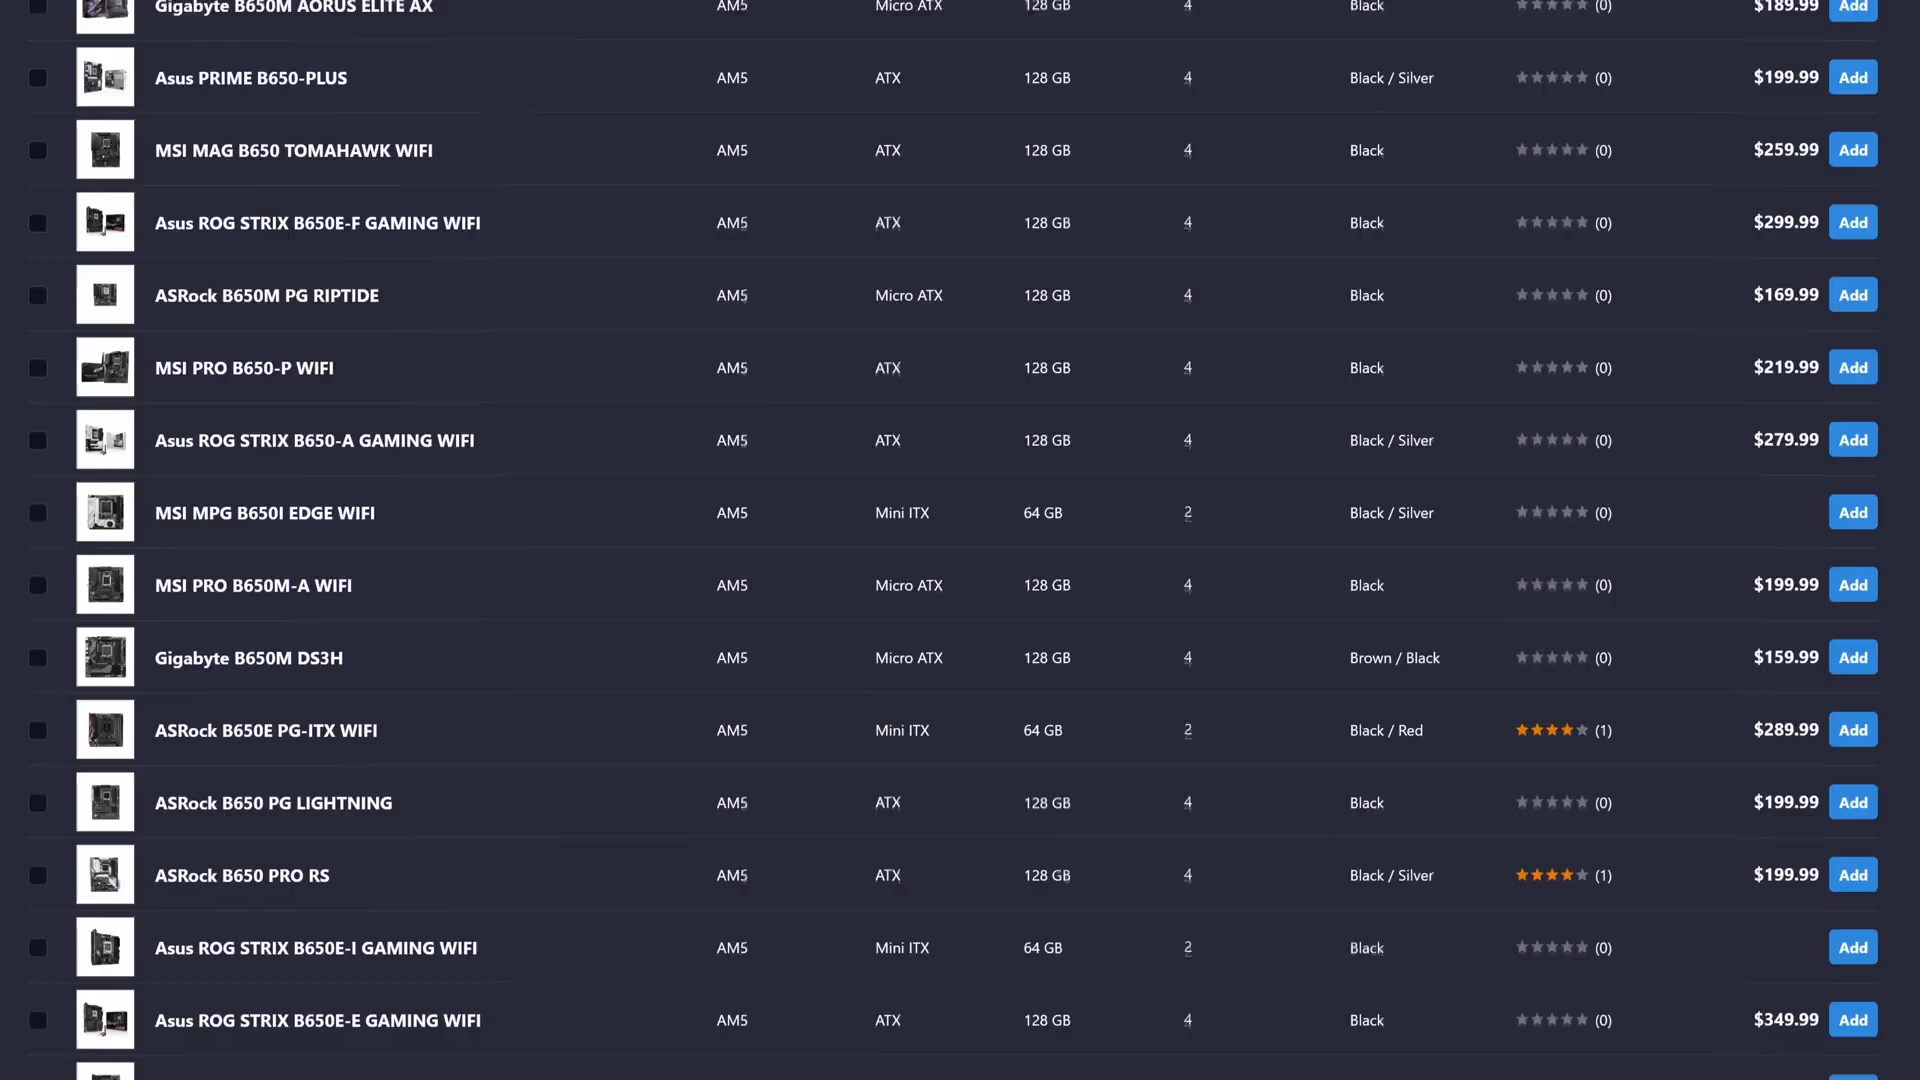 Gigabyte B650M AORUS ELITE AX AM5 Micro ATX 128 GB 4 Black (0) $189.99 Add
Asus PRIME B650-PLUS AM5 ATX 128 GB 4 Black / Silver (0) $199.99 Add
MSI MAG B650 TOMAHAWK WIFI AM5 ATX 128 GB 4 Black (0) $259.99 Add
Asus ROG STRIX B650E-F GAMING WIFI AM5 ATX 128 GB 4 Black (0) $299.99 Add
ASRock B650M PG RIPTIDE AM5 Micro ATX 128 GB 4 Black (0) $169.99 Add
MSI PRO B650-P WIFI AM5 ATX 128 GB 4 Black (0) $219.99 Add
Asus ROG STRIX B650-A GAMING WIFI AM5 ATX 128 GB 4 Black / Silver (0) $279.99 Add
MSI MPG B650I EDGE WIFI AM5 Mini ITX 64 GB 2 Black / Silver (0) Add
MSI PRO B650M-A WIFI AM5 Micro ATX 128 GB 4 Black (0) $199.99 Add
Gigabyte B650M DS3H AM5 Micro ATX 128 GB 4 Brown / Black (0) $159.99 Add
ASRock B650E PG-ITX WIFI AM5 Mini ITX 64 GB 2 Black / Red (1) $289.99 Add
ASRock B650 PG LIGHTNING AM5 ATX 128 GB 4 Black (0) $199.99 Add
ASRock B650 PRO RS AM5 ATX 128 GB 4 Black / Silver (1) $199.99 Add
Asus ROG STRIX B650E-I GAMING WIFI AM5 Mini ITX 64 GB 2 Black (0) Add
Asus ROG STRIX B650E-E GAMING WIFI AM5 ATX 128 GB 4 Black (0) $349.99 Add